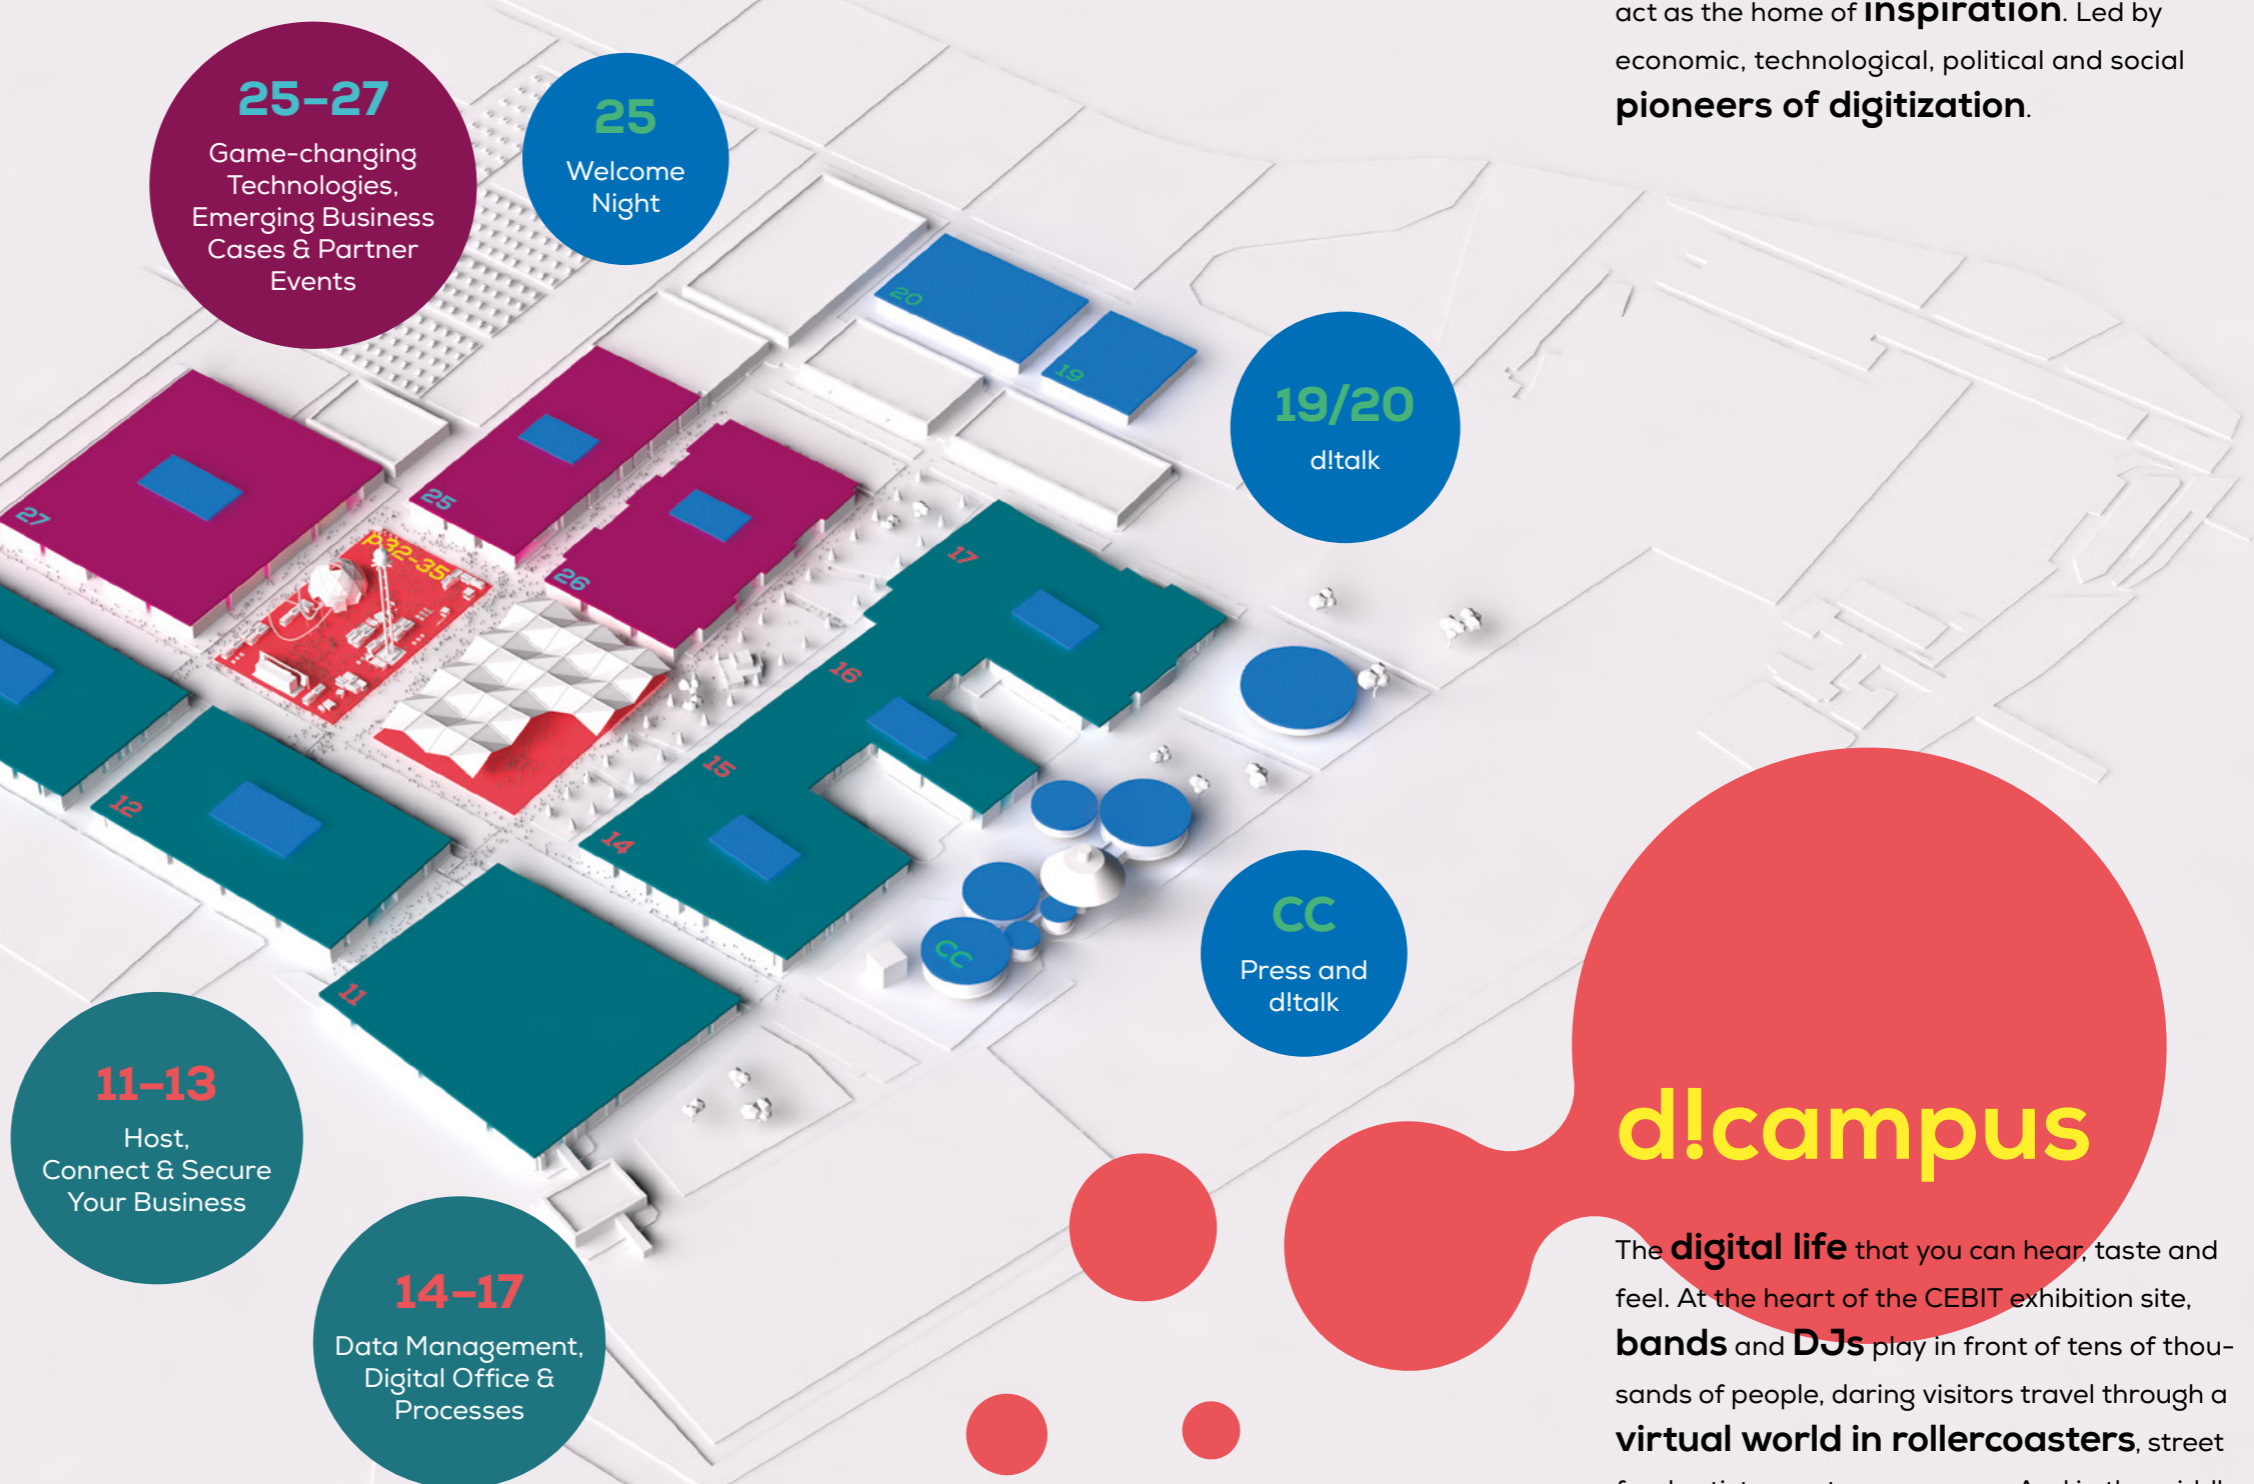 act as the home of inspiration. Led by
economic, technological, political and social
pioneers of digitization.
25–27
Game-changing
Technologies,
Emerging Business
Cases & Partner
Events
25
Welcome
Night
20
19
19/20
d!talk
27
25
p32-35
26
17
16
15
14
12
11
CC
CC
Press and
d!talk
11–13
Host,
Connect & Secure
Your Business
14–17
Data Management,
Digital Office &
Processes
d!campus
The digital life that you can hear, taste and
feel. At the heart of the CEBIT exhibition site,
bands and DJs play in front of tens of thou-
sands of people, daring visitors travel through a
virtual world in rollercoasters, street